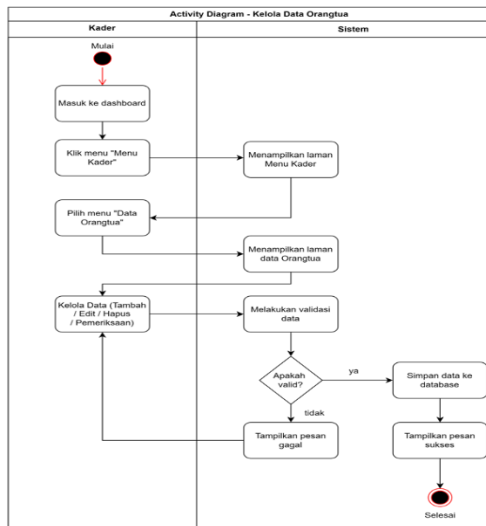 Activity Diagram - Kelola Data Orangtua
Kader
Sistem
Mulai
Masuk ke dashboard
Klik menu "Menu
Kader"
Menampilkan laman
Menu Kader
Pilih menu "Data
Orangtua"
Menampilkan laman
data Orangtua
Kelola Data (Tambah
/ Edit / Hapus
/ Pemeriksaan)
Melakukan validasi
data
Apakah
valid?
ya
Simpan data ke
database
tidak
Tampilkan pesan
gagal
Tampilkan pesan
sukses
Selesai